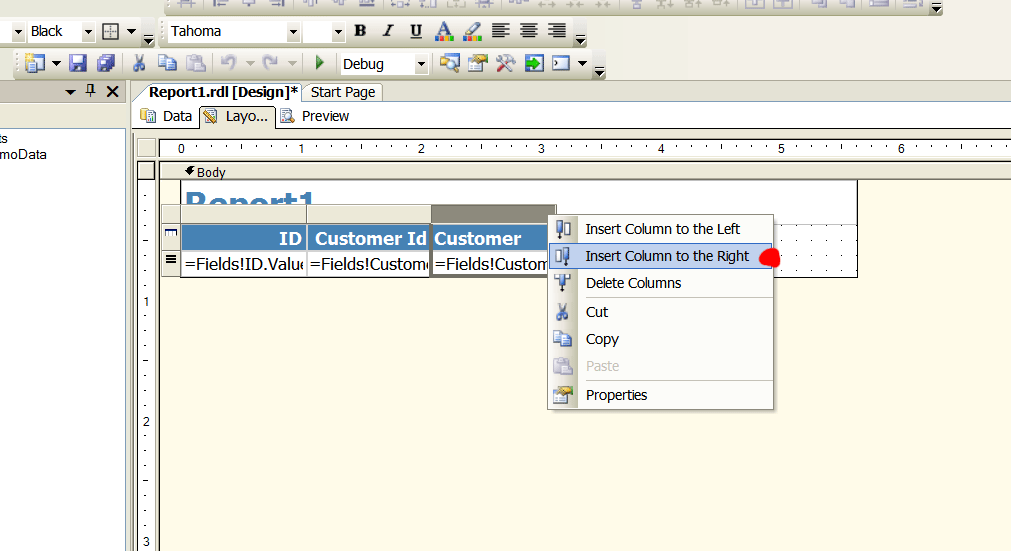 Black Tahoma B I U A
Debug
Report1.rdl [Design]* Start Page
Data Layo... Preview
ts
moData
0 1 2 3 4 5 6
Body
Report1
ID Customer Id Customer
=Fields!ID.Value =Fields!Custome =Fields!Custom
Insert Column to the Left
Insert Column to the Right
Delete Columns
Cut
Copy
Paste
Properties
1
2
3